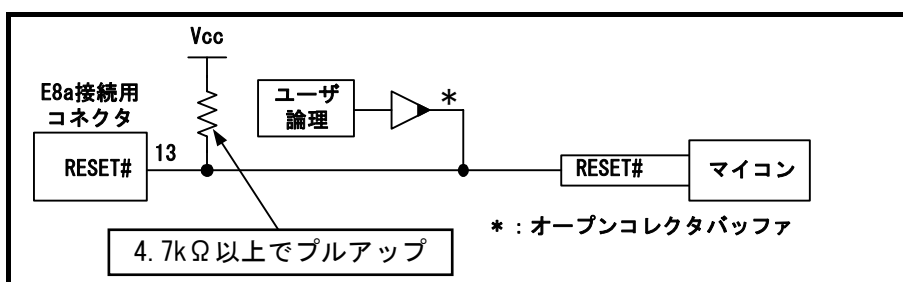 Vcc
E8a接続用
コネクタ
RESET#
13
ユーザ
論理
*
RESET#
マイコン
*：オープンコレクタバッファ
4.7kΩ以上でプルアップ